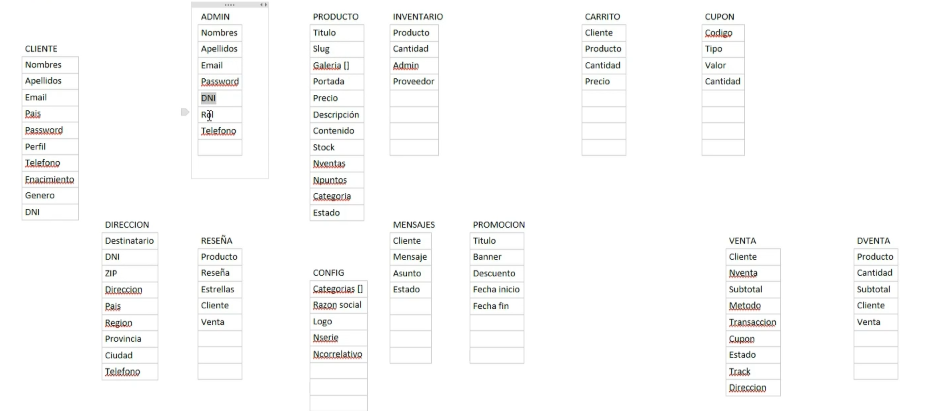 CLIENTE
Nombres
Apellidos
Email
Pais
Password
Perfil
Telefono
Fnacimiento
Genero
DNI
ADMIN
Nombres
Apellidos
Email
Password
DNI
Rol
Telefono
PRODUCTO
Titulo
Slug
Galeria []
Portada
Precio
Descripción
Contenido
Stock
Nventas
Npuntos
Categoria
Estado
INVENTARIO
Producto
Cantidad
Admin
Proveedor
CARRITO
Cliente
Producto
Cantidad
Precio
CUPON
Codigo
Tipo
Valor
Cantidad
DIRECCION
Destinatario
DNI
ZIP
Direccion
Pais
Region
Provincia
Ciudad
Telefono
RESEÑA
Producto
Reseña
Estrellas
Cliente
Venta
CONFIG
Categorias []
Razon social
Logo
Nserie
Ncorrelativo
MENSAJES
Cliente
Mensaje
Asunto
Estado
PROMOCION
Titulo
Banner
Descuento
Fecha inicio
Fecha fin
VENTA
Cliente
Nventa
Subtotal
Metodo
Transaccion
Cupon
Estado
Track
Direccion
DVENTA
Producto
Cantidad
Subtotal
Cliente
Venta